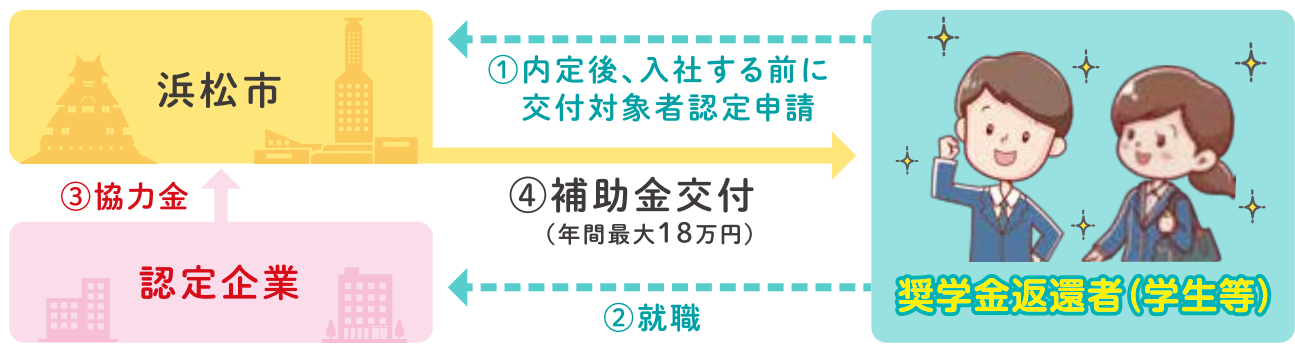 浜松市
①内定後、入社する前に
交付対象者認定申請
③協力金
④補助金交付
（年間最大18万円）
認定企業
②就職
奨学金返還者（学生等）